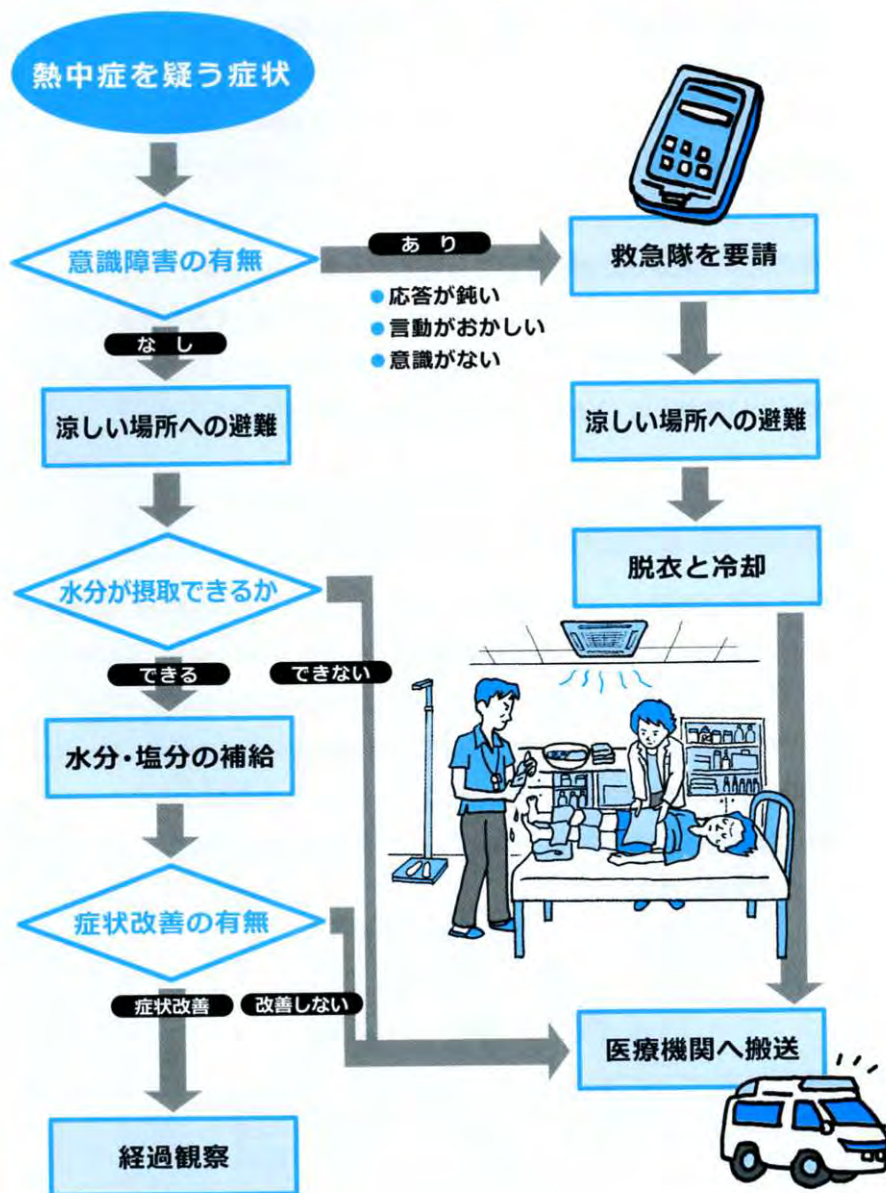 熱中症を疑う症状
意識障害の有無
あり
救急隊を要請
●応答が鈍い
●言動がおかしい
●意識がない
なし
涼しい場所への避難
涼しい場所への避難
水分が摂取できるか
脱衣と冷却
できる
できない
水分・塩分の補給
症状改善の有無
症状改善
改善しない
医療機関へ搬送
経過観察